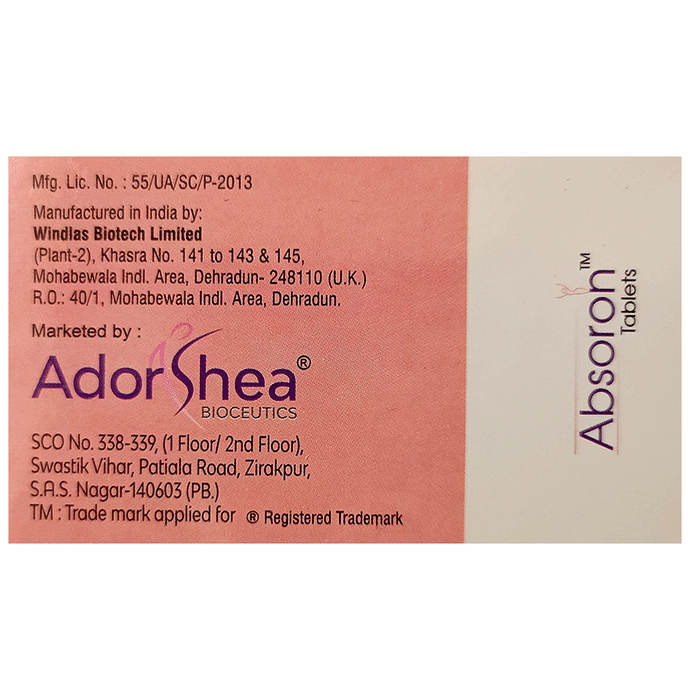 Mfg. Lic. No. : 55/UA/SC/P-2013
Manufactured in India by:
Windlas Biotech Limited
(Plant-2), Khasra No. 141 to 143 & 145,
Mohabewala Indl. Area, Dehradun- 248110 (U.K.)
R.O.: 40/1, Mohabewala Indl. Area, Dehradun.
Marketed by :
AdorShea®
BIOCEUTICS
SCO No. 338-339, (1 Floor/ 2nd Floor),
Swastik Vihar, Patiala Road, Zirakpur,
S.A.S. Nagar-140603 (PB.)
TM : Trade mark applied for ® Registered Trademark
Absoron™
Tablets